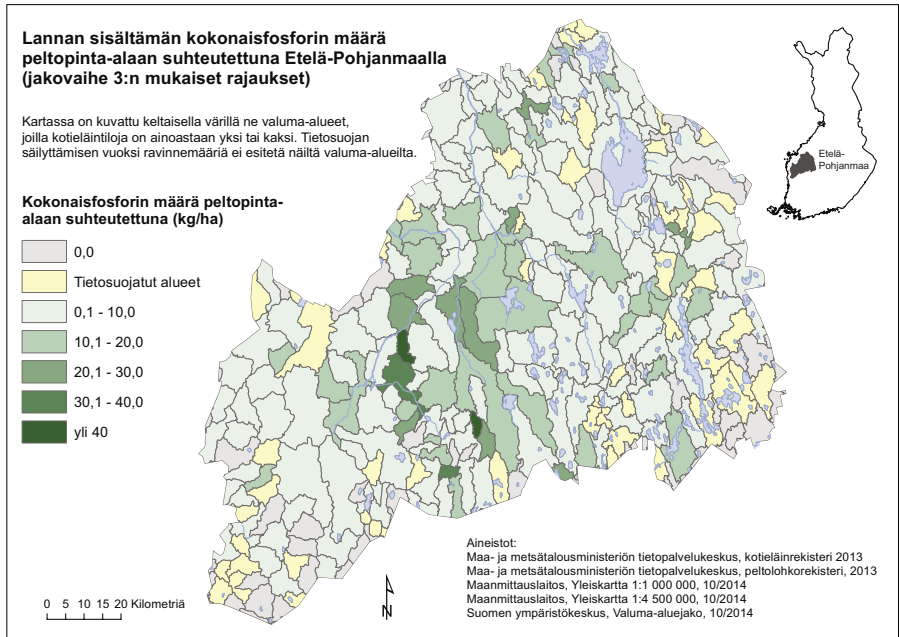 Lannan sisältämän kokonaisfosforin määrä
peltopinta-alaan suhteutettuna Etelä-Pohjanmaalla
(jakovaihe 3:n mukaiset rajaukset)
Kartassa on kuvattu keltaisella värillä ne valuma-alueet,
joilla kotieläintiloja on ainoastaan yksi tai kaksi. Tietosuojan
säilyttämisen vuoksi ravinnemääriä ei esitetä näiltä valuma-alueilta.
Kokonaisfosforin määrä peltopinta-
alaan suhteutettuna (kg/ha)
0,0
Tietosuojatut alueet
0,1 - 10,0
10,1 - 20,0
20,1 - 30,0
30,1 - 40,0
yli 40
Etelä-
Pohjanmaa
0 5 10 15 20 Kilometriä
N
Aineistot:
Maa- ja metsätalousministeriön tietopalvelukeskus, kotieläinrekisteri 2013
Maa- ja metsätalousministeriön tietopalvelukeskus, peltolohkorekisteri, 2013
Maanmittauslaitos, Yleiskartta 1:1 000 000, 10/2014
Maanmittauslaitos, Yleiskartta 1:4 500 000, 10/2014
Suomen ympäristökeskus, Valuma-aluejako, 10/2014